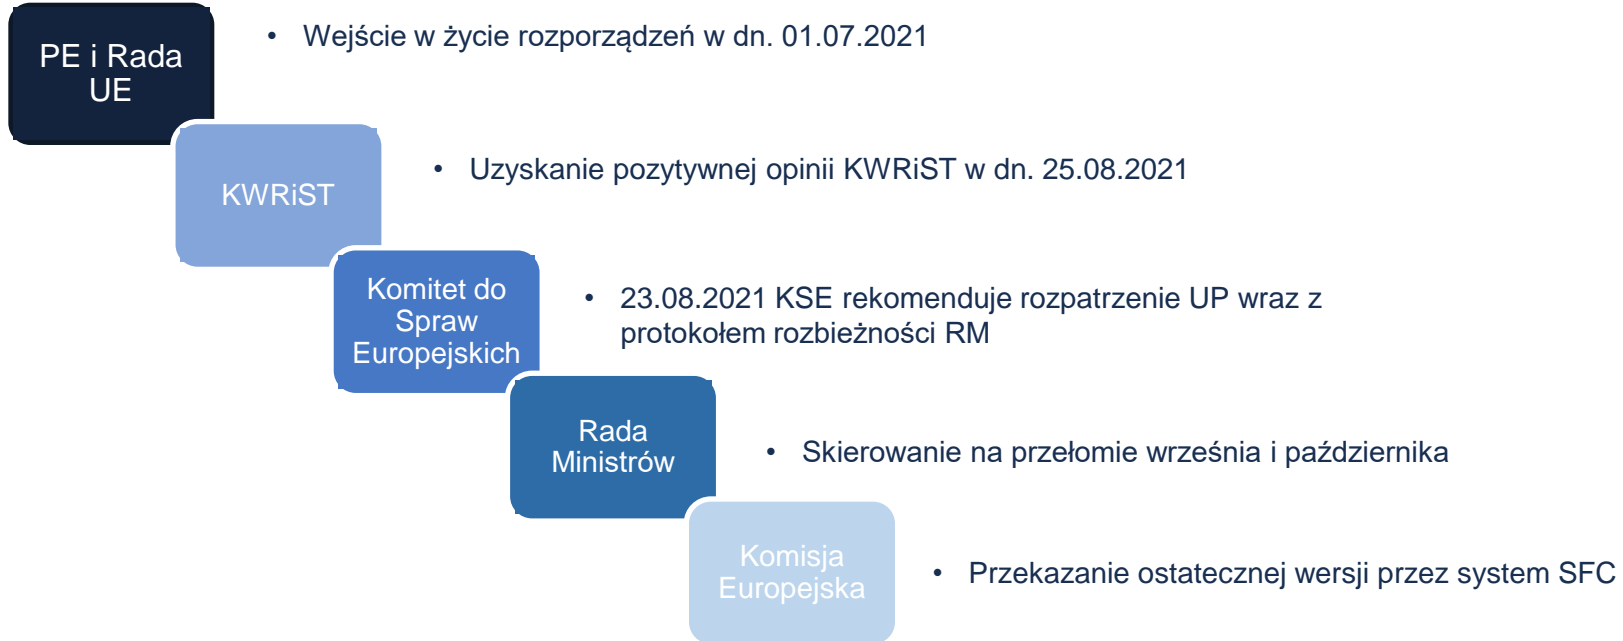 PE i Rada
UE
• Wejście w życie rozporządzeń w dn. 01.07.2021
KWRiST
• Uzyskanie pozytywnej opinii KWRiST w dn. 25.08.2021
Komitet do
Spraw
Europejskich
• 23.08.2021 KSE rekomenduje rozpatrzenie UP wraz z
protokołem rozbieżności RM
Rada
Ministrów
• Skierowanie na przełomie września i października
Komisja
Europejska
• Przekazanie ostatecznej wersji przez system SFC